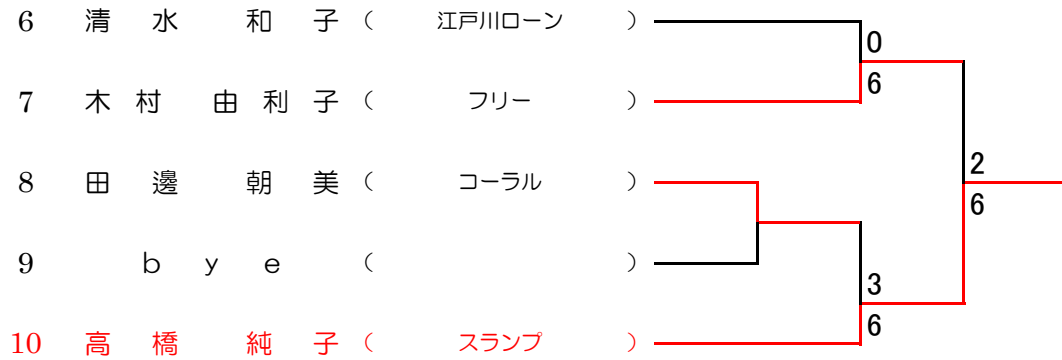 6 清水 和子 ( 江戸川ローン )
0
6
7 木村 由利子 ( フリー )
2
8 田邊 朝美 ( コーラル )
6
9 bye ( )
3
6
10 高橋 純子 ( スランプ )